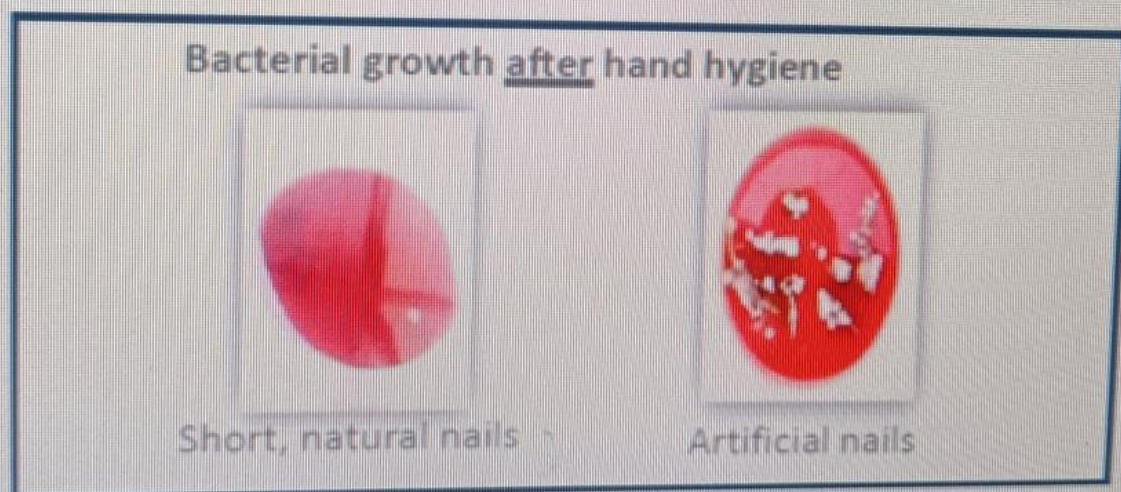 Bacterial growth after hand hygiene
Short, natural nails
Artificial nails